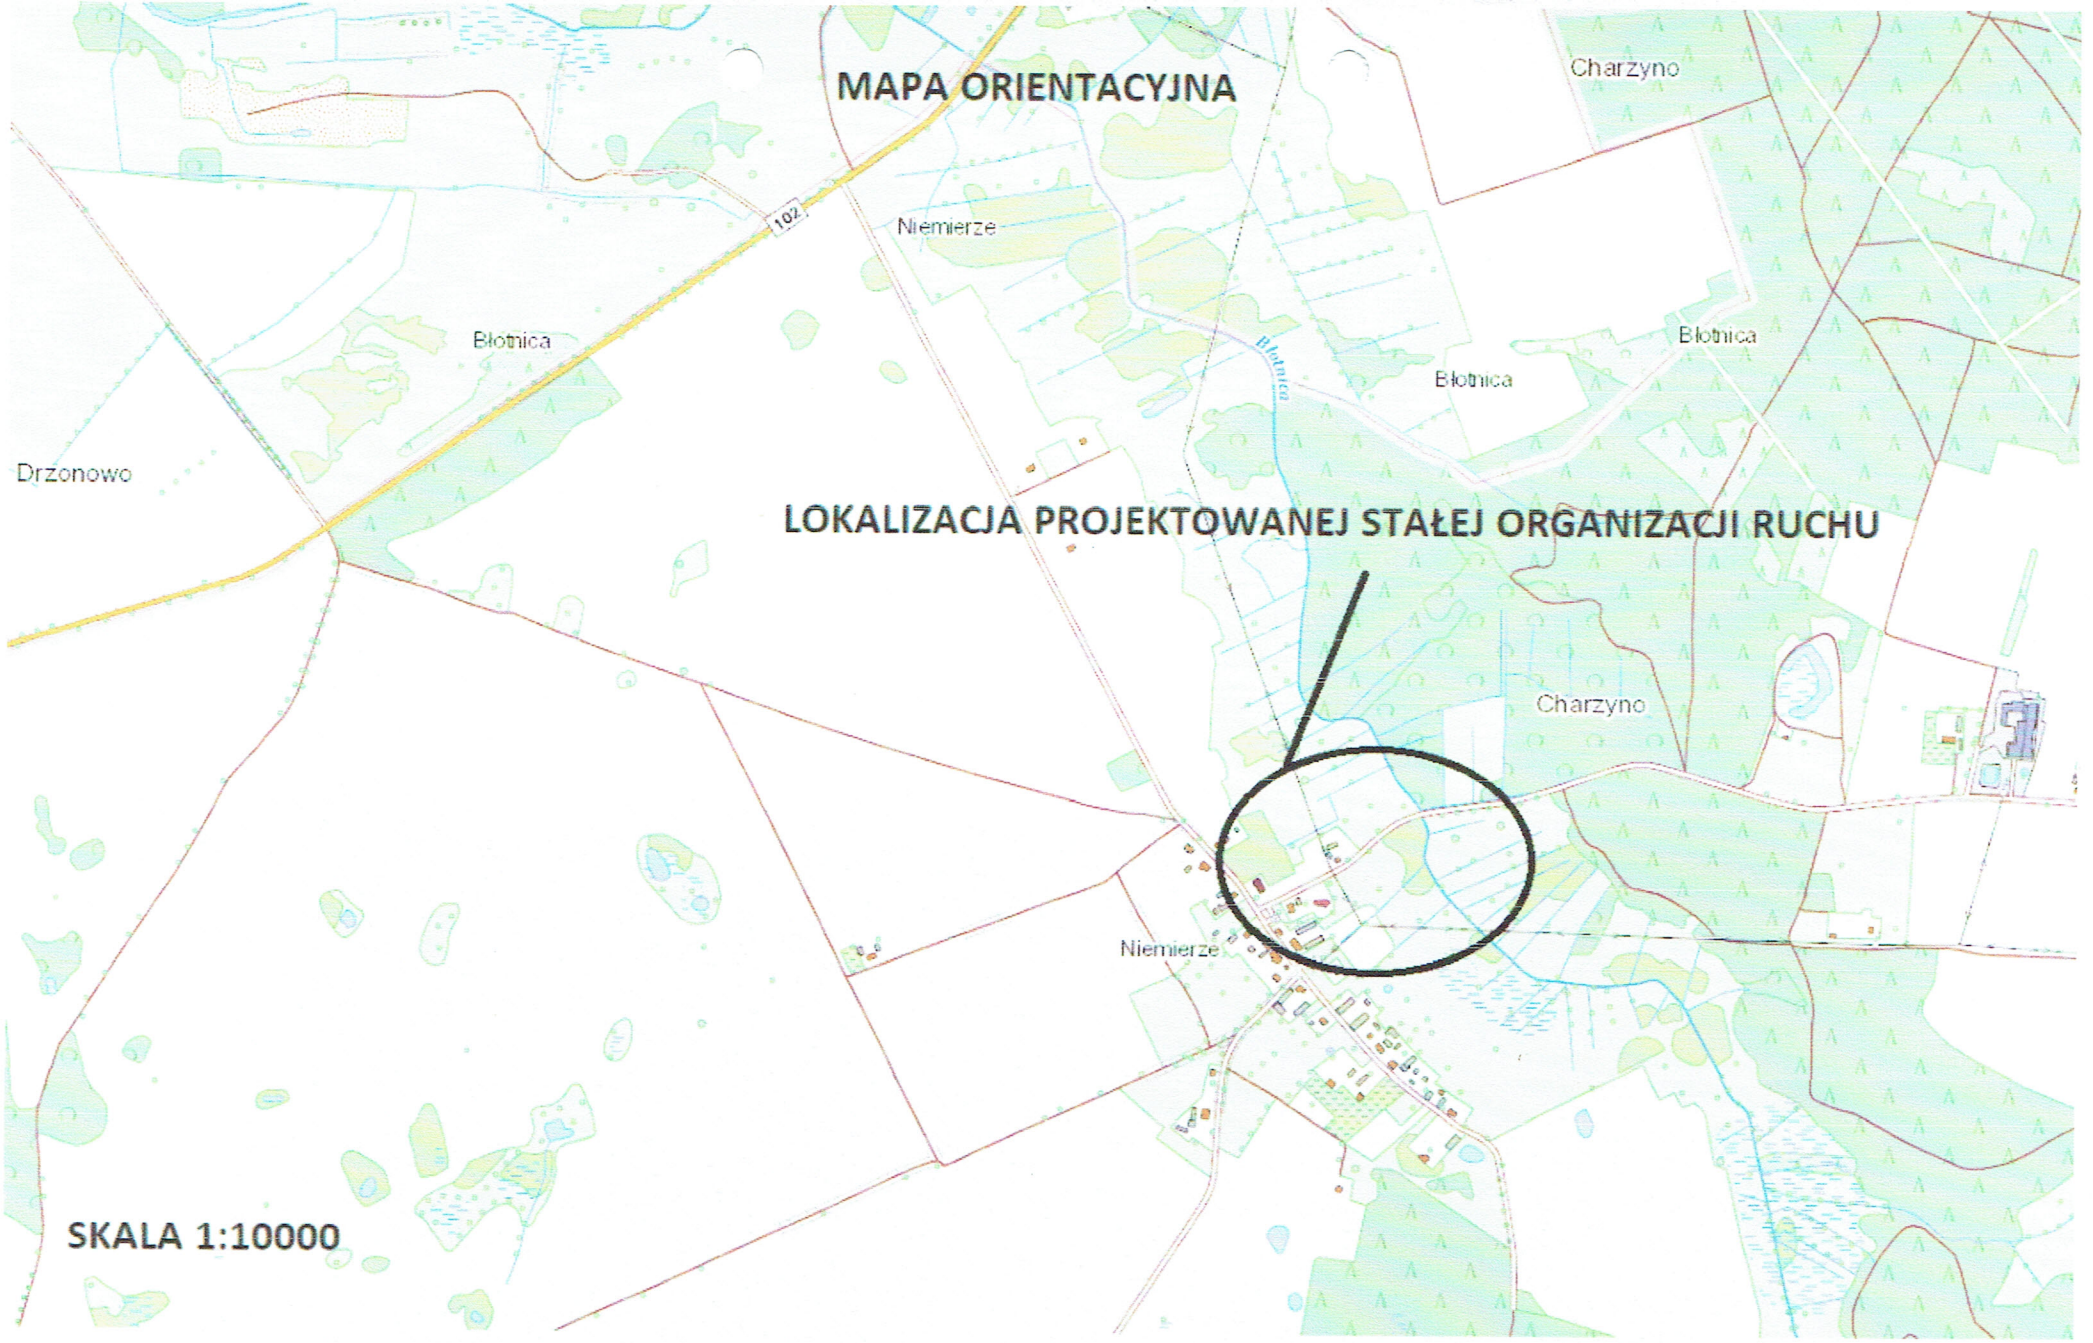 MAPA ORIENTACYJNA
Charzyno
102
Niemierze
Błotnica
Błotnica
Błotnica
Błotnica
Drzonowo
LOKALIZACJA PROJEKTOWANEJ STAŁEJ ORGANIZACJI RUCHU
Charzyno
Niemierze
SKALA 1:10000